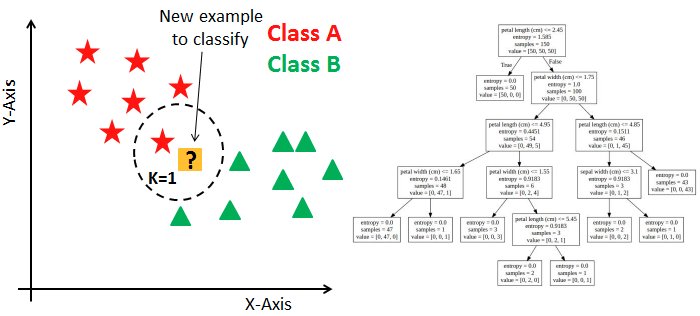 New example
to classify
Class A
Class B
Y-Axis
?
K=1
X-Axis
petal length (cm) <= 2.45
entropy = 1.585
samples = 150
value = [50, 50, 50]
True
False
entropy = 0.0
samples = 50
value = [50, 0, 0]
petal width (cm) <= 1.75
entropy = 1.0
samples = 100
value = [0, 50, 50]
petal length (cm) <= 4.95
entropy = 0.4451
samples = 54
value = [0, 49, 5]
petal length (cm) <= 4.85
entropy = 0.1511
samples = 46
value = [0, 1, 45]
petal width (cm) <= 1.65
entropy = 0.1461
samples = 48
value = [0, 47, 1]
petal width (cm) <= 1.55
entropy = 0.9183
samples = 6
value = [0, 2, 4]
sepal width (cm) <= 3.1
entropy = 0.9183
samples = 3
value = [0, 1, 2]
entropy = 0.0
samples = 43
value = [0, 0, 43]
entropy = 0.0
samples = 47
value = [0, 47, 0]
entropy = 0.0
samples = 1
value = [0, 0, 1]
entropy = 0.0
samples = 3
value = [0, 0, 3]
petal length (cm) <= 5.45
entropy = 0.9183
samples = 3
value = [0, 2, 1]
entropy = 0.0
samples = 2
value = [0, 0, 2]
entropy = 0.0
samples = 1
value = [0, 1, 0]
entropy = 0.0
samples = 2
value = [0, 2, 0]
entropy = 0.0
samples = 1
value = [0, 0, 1]